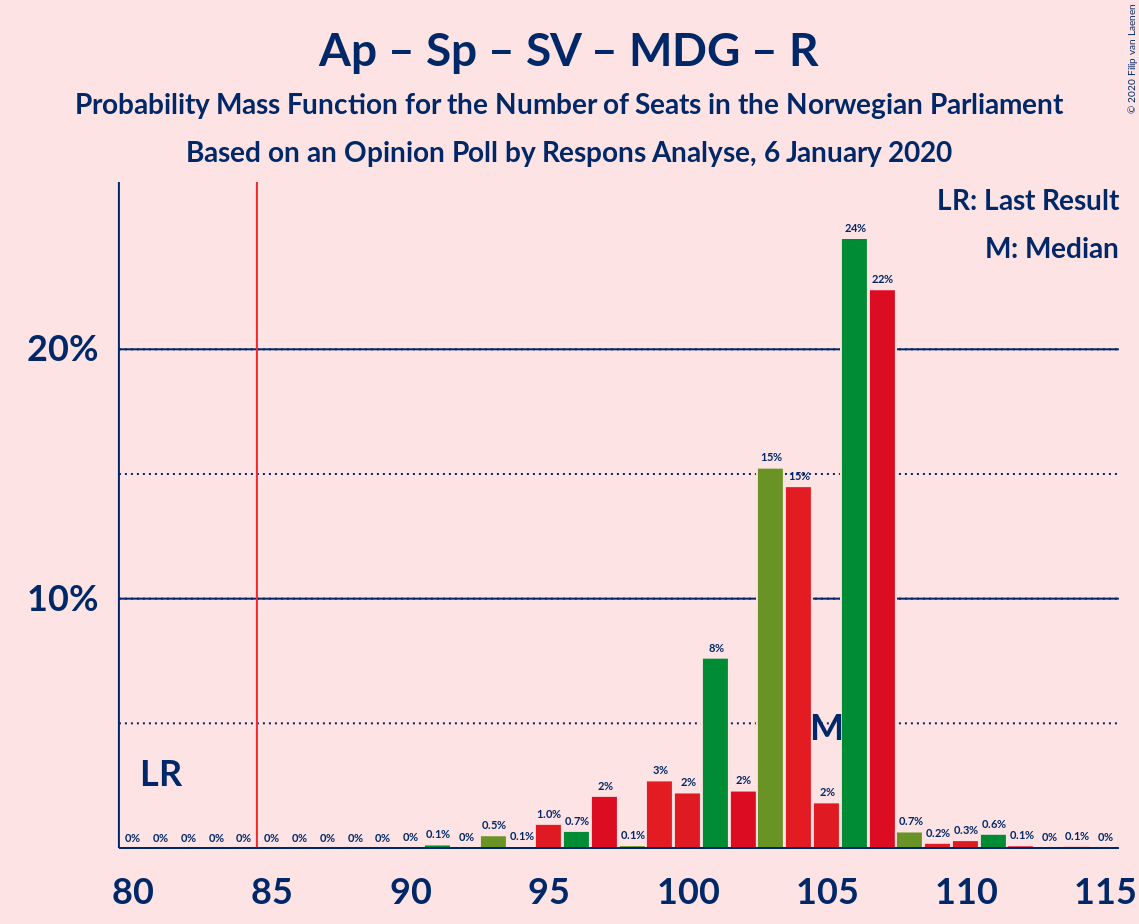 Ap – Sp – SV – MDG – R
Probability Mass Function for the Number of Seats in the Norwegian Parliament
Based on an Opinion Poll by Respons Analyse, 6 January 2020
© 2020 Filip van Laenen
LR: Last Result
M: Median
20%
10%
LR
M
0% 0% 0% 0% 0% 0% 0% 0% 0% 0% 0% 0.1% 0% 0.5% 0.1% 1.0% 0.7% 2% 0.1% 3% 2% 8% 2% 15% 15% 2% 24% 22% 0.7% 0.2% 0.3% 0.6% 0.1% 0% 0.1% 0%
80 85 90 95 100 105 110 115